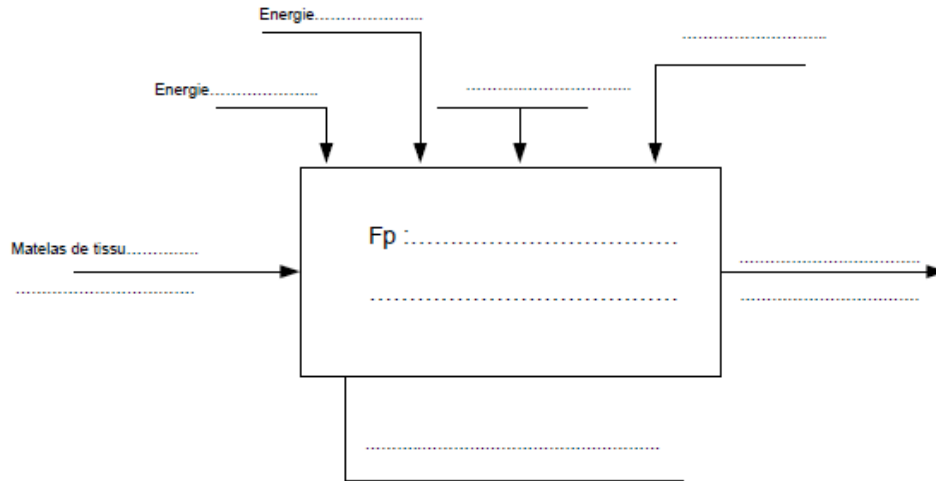 Energie........................
Energie........................
Matelas de tissu...............
Fp :.................................